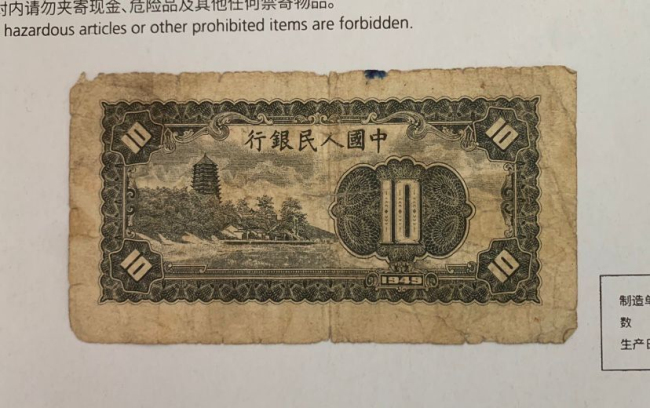 时内请勿夹寄现金、危险品及其他任何禁寄物品。
hazardous articles or other prohibited items are forbidden.
10 10
行銀民人國中
10
10 10
1949
制造单
数
生产日